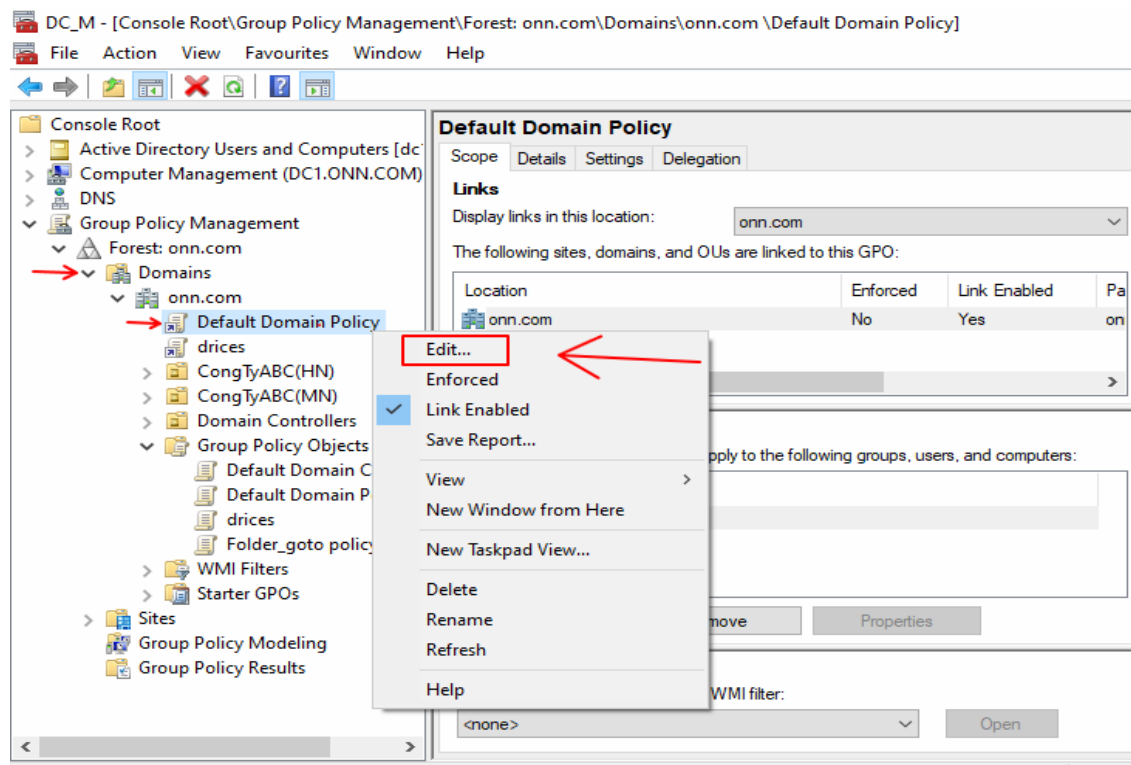 DC_M - [Console Root\Group Policy Management\Forest: onn.com\Domains\onn.com \Default Domain Policy]
File Action View Favourites Window Help
Console Root
Active Directory Users and Computers [dc
Computer Management (DC1.ONN.COM)
DNS
Group Policy Management
Forest: onn.com
Domains
onn.com
Default Domain Policy
drices
CongTyABC(HN)
CongTyABC(MN)
Domain Controllers
Group Policy Objects
Default Domain C
Default Domain P
drices
Folder_goto policy
WMI Filters
Starter GPOs
Sites
Group Policy Modeling
Group Policy Results
Default Domain Policy
Scope Details Settings Delegation
Links
Display links in this location: onn.com
The following sites, domains, and OUs are linked to this GPO:
Location Enforced Link Enabled Pa
onn.com No Yes on
Edit...
Enforced
Link Enabled
Save Report...
View
New Window from Here
New Taskpad View...
Delete
Rename
Refresh
Help
pply to the following groups, users, and computers:
move Properties
WMI filter:
<none> Open